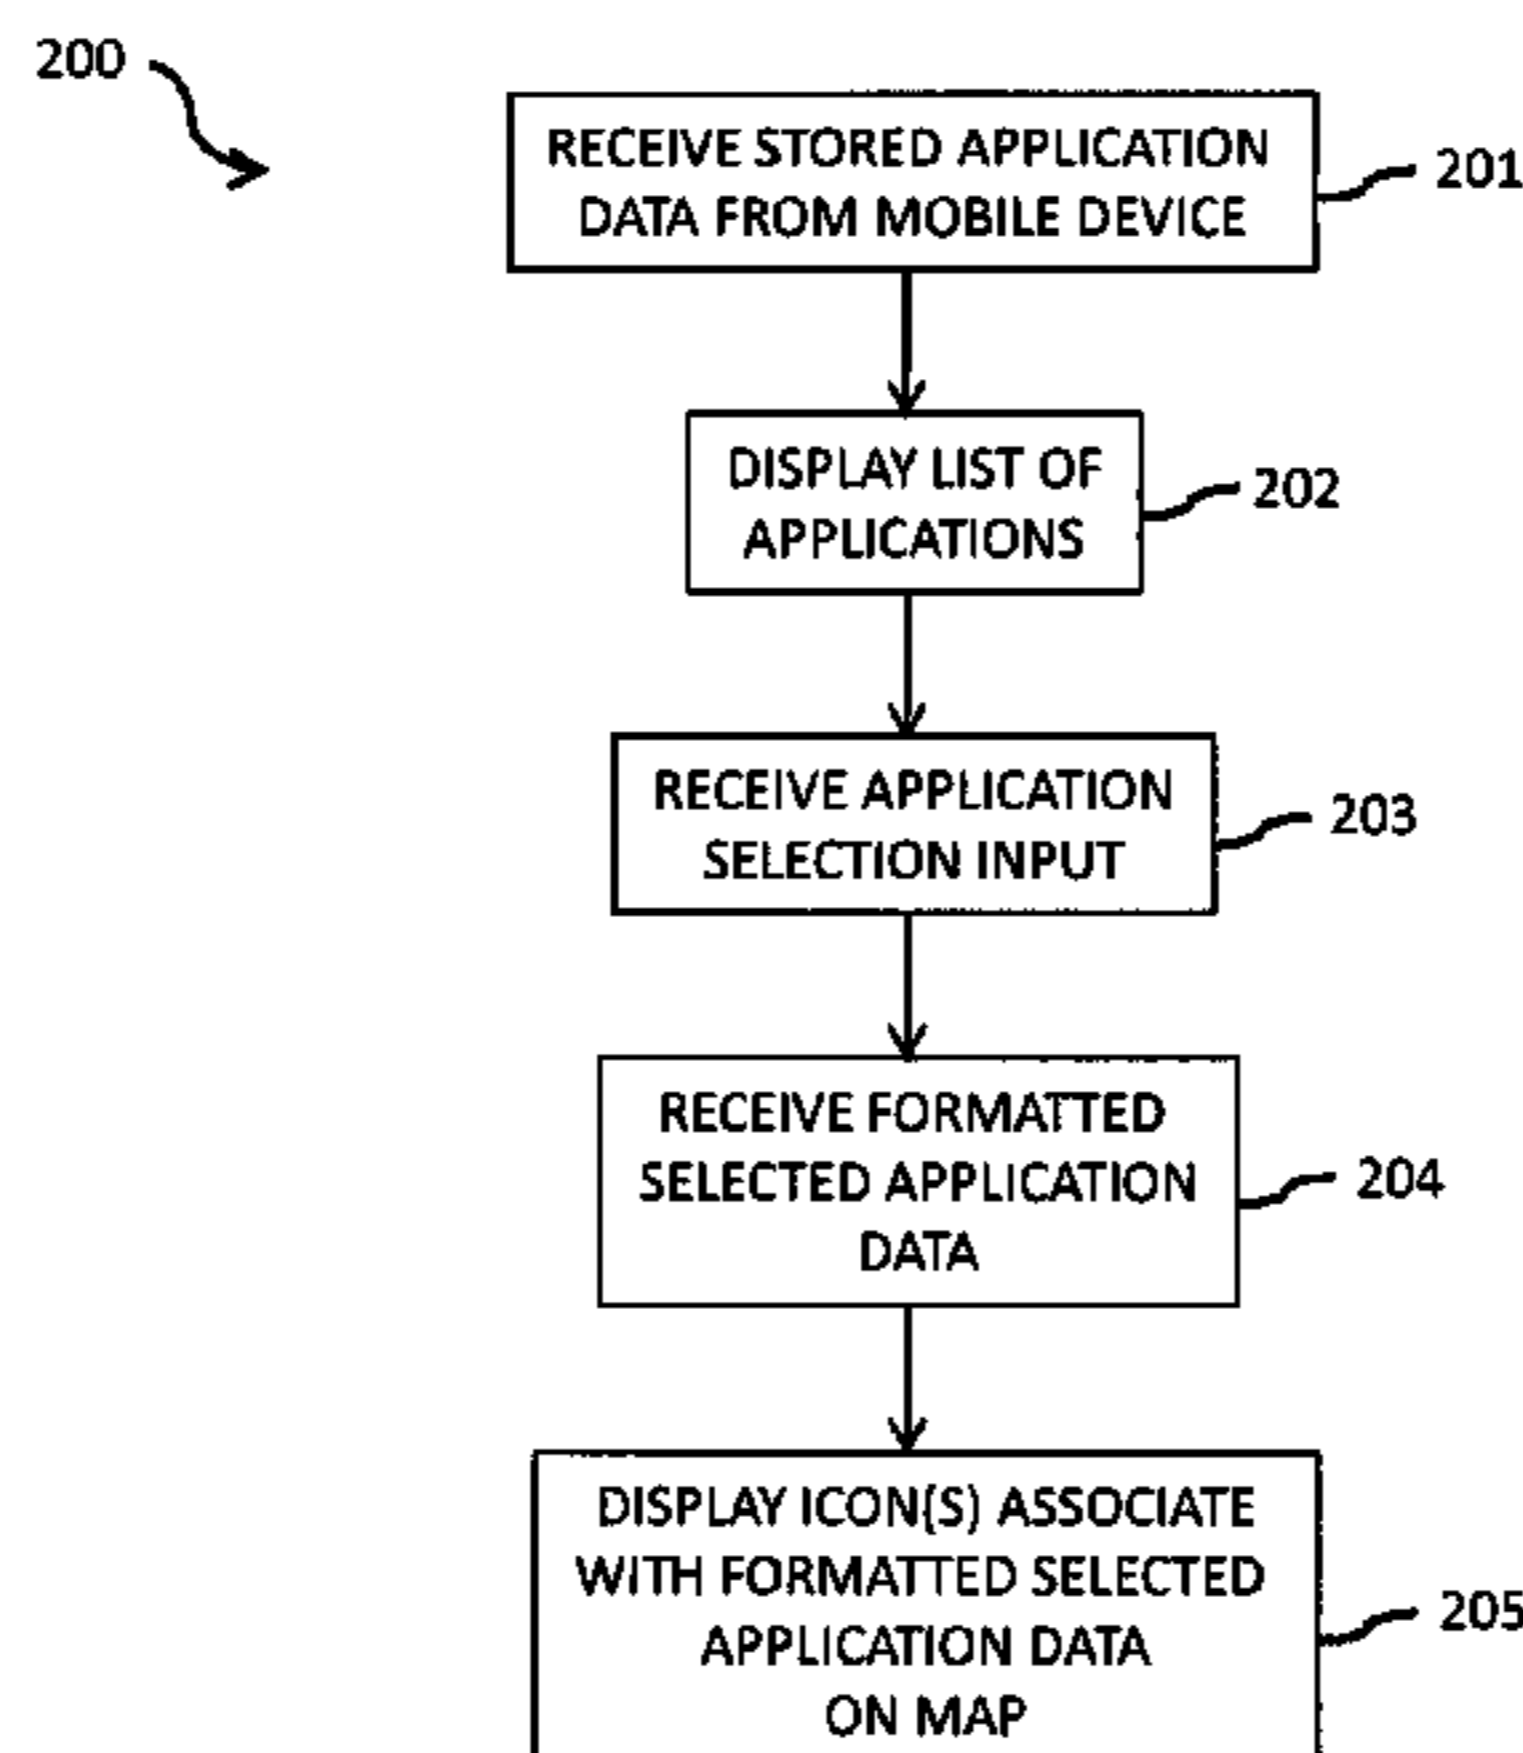 200
RECEIVE STORED APPLICATION
DATA FROM MOBILE DEVICE
201
DISPLAY LIST OF
APPLICATIONS
202
RECEIVE APPLICATION
SELECTION INPUT
203
RECEIVE FORMATTED
SELECTED APPLICATION
DATA
204
DISPLAY ICON(S) ASSOCIATE
WITH FORMATTED SELECTED
APPLICATION DATA
ON MAP
205